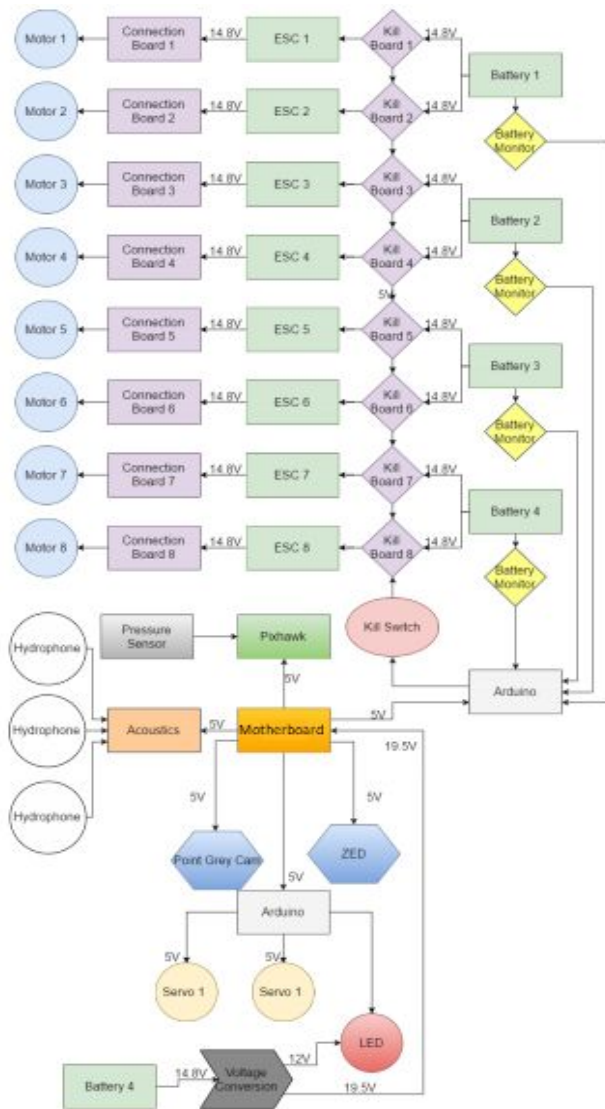 Motor 1
Connection
Board 1
14.8V
ESC 1
Kill
Board 1
14.8V
Battery 1
Motor 2
Connection
Board 2
14.8V
ESC 2
Kill
Board 2
14.8V
Battery
Monitor
Motor 3
Connection
Board 3
14.8V
ESC 3
Kill
Board 3
14.8V
Battery 2
Motor 4
Connection
Board 4
14.8V
ESC 4
Kill
Board 4
14.8V
Battery
Monitor
5V
Motor 5
Connection
Board 5
14.8V
ESC 5
Kill
Board 5
14.8V
Battery 3
Motor 6
Connection
Board 6
14.8V
ESC 6
Kill
Board 6
14.8V
Battery
Monitor
Motor 7
Connection
Board 7
14.8V
ESC 7
Kill
Board 7
14.8V
Battery 4
Motor 8
Connection
Board 8
14.8V
ESC 8
Kill
Board 8
14.8V
Battery
Monitor
Kill Switch
Pressure
Sensor
Pixhawk
Hydrophone
5V
Arduino
Hydrophone
Acoustics
5V
Motherboard
5V
19.5V
Hydrophone
5V
5V
Point Grey Cam
ZED
5V
Arduino
5V
5V
Servo 1
Servo 1
LED
12V
Battery 4
14.8V
Voltage
Conversion
19.5V